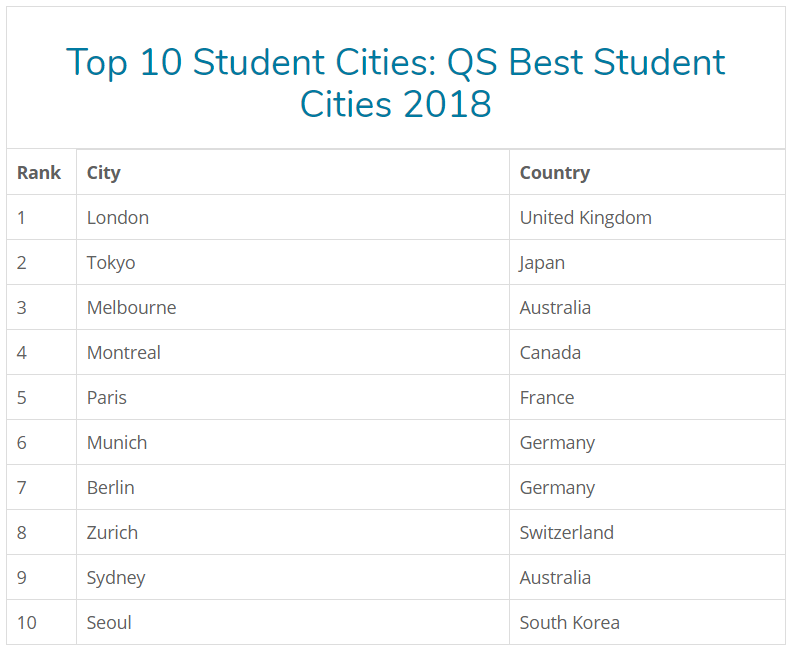 Top 10 Student Cities: QS Best Student
Cities 2018
Rank City Country
1 London United Kingdom
2 Tokyo Japan
3 Melbourne Australia
4 Montreal Canada
5 Paris France
6 Munich Germany
7 Berlin Germany
8 Zurich Switzerland
9 Sydney Australia
10 Seoul South Korea